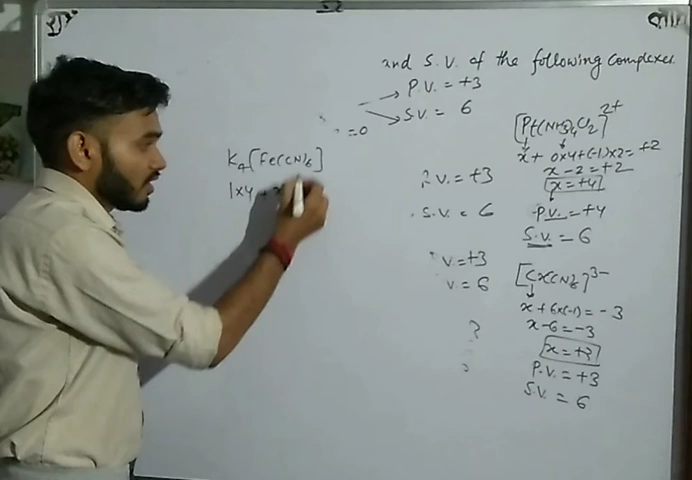 and S.V. of the following Complexes.
P.V. = +3
S.V. = 6
=0
K4[Fe(CN)6]
1x4 + x
.V. = +3
S.V. = 6
V = +3
V = 6
?
[Pt(NH3)4Cl2]2+
x + 0x4+(-1)x2 = +2
x - 2 = +2
x = +4
P.V. = +4
S.V. = 6
[Cr(CN)6]3-
x + 6x(-1) = -3
x-6 = -3
x = +3
P.V. = +3
S.V. = 6